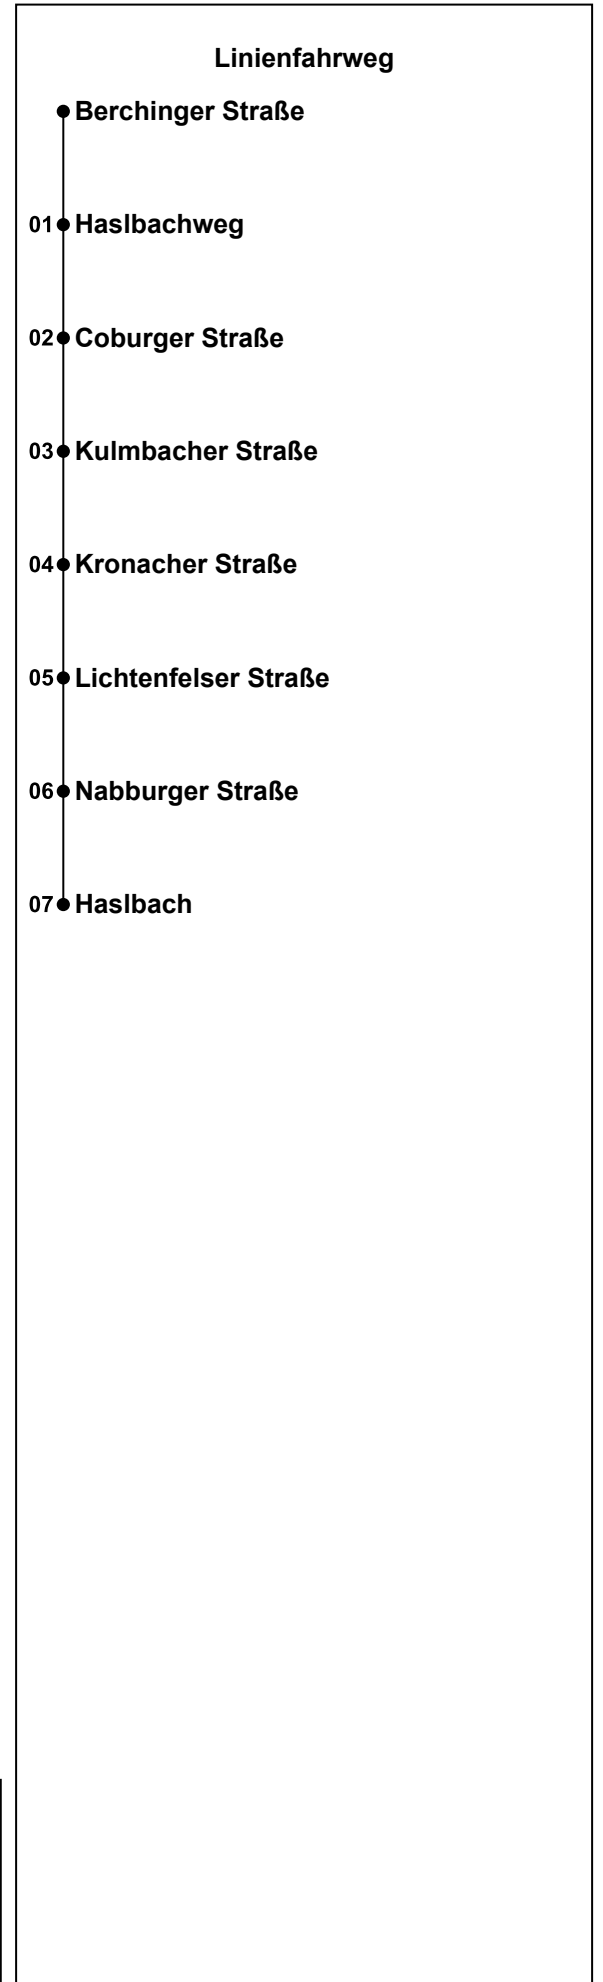 Linienfahrweg
Berchinger Straße
01 Haslbachweg
02 Coburger Straße
03 Kulmbacher Straße
04 Kronacher Straße
05 Lichtenfelser Straße
06 Nabburger Straße
07 Haslbach